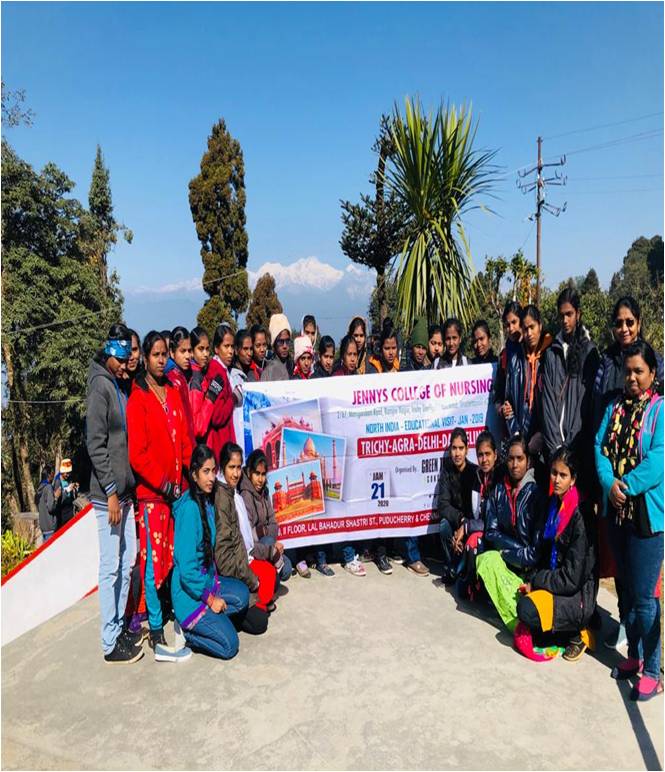 JENNYS COLLEGE OF NURSING
NORTH INDIA - EDUCATIONAL VISIT - JAN - 2019
TRICHY-AGRA-DELHI-DA
Organised By : GREEN
JAN
21
2020
II FLOOR, LAL BAHADUR SHASTRI ST., PUDUCHERRY & CHE